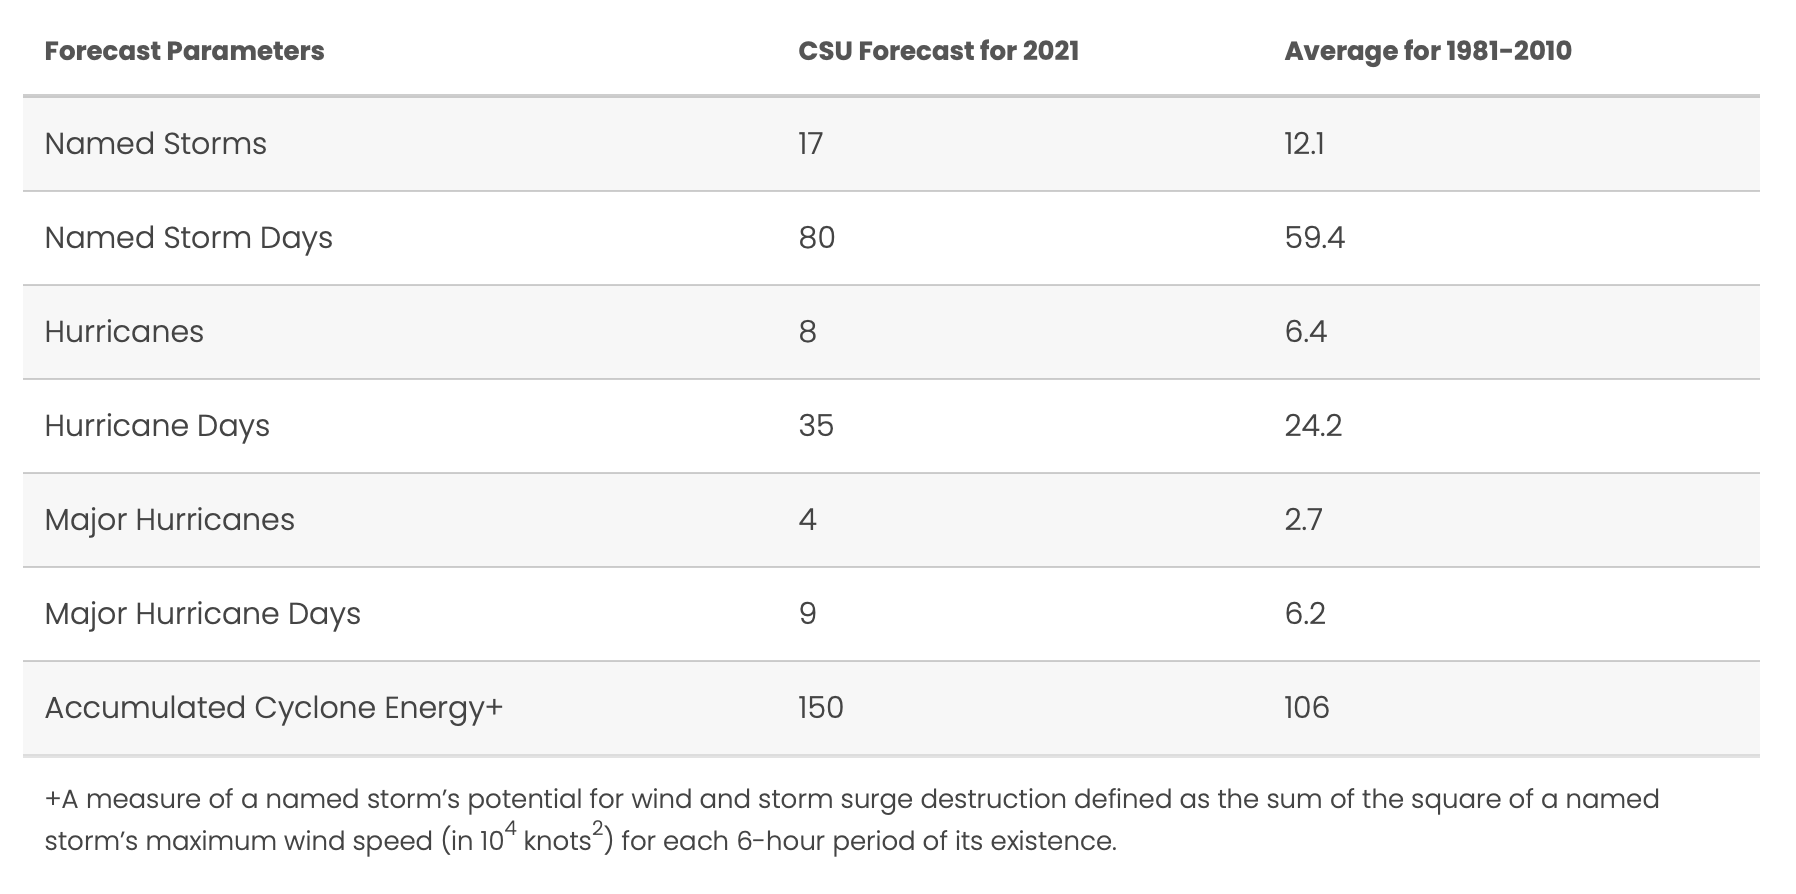 Forecast Parameters CSU Forecast for 2021 Average for 1981-2010
Named Storms 17 12.1
Named Storm Days 80 59.4
Hurricanes 8 6.4
Hurricane Days 35 24.2
Major Hurricanes 4 2.7
Major Hurricane Days 9 6.2
Accumulated Cyclone Energy+ 150 106
+A measure of a named storm’s potential for wind and storm surge destruction defined as the sum of the square of a named
storm’s maximum wind speed (in 10⁴ knots²) for each 6-hour period of its existence.